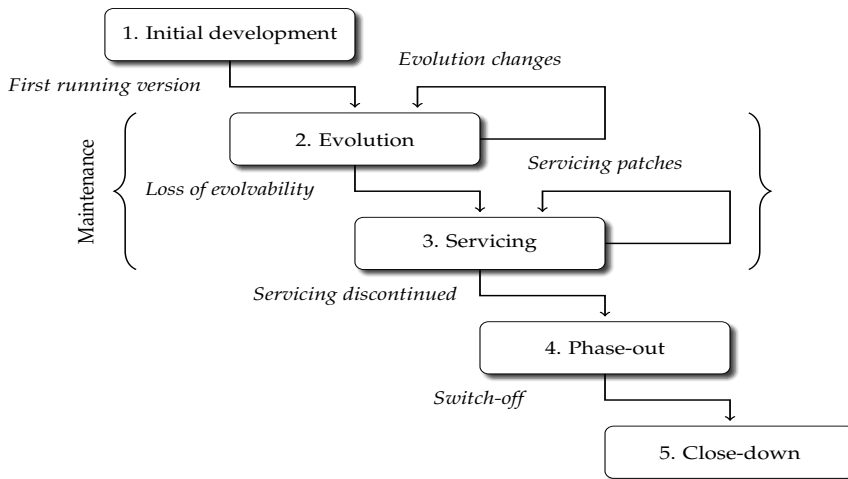 1. Initial development
First running version
Evolution changes
2. Evolution
Maintenance
Loss of evolvability
Servicing patches
3. Servicing
Servicing discontinued
4. Phase-out
Switch-off
5. Close-down